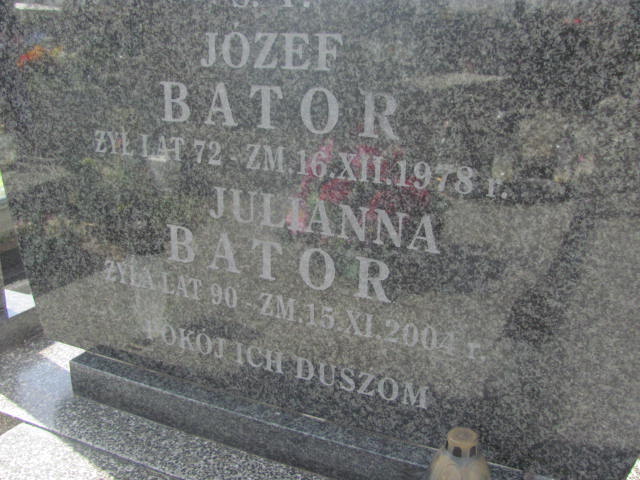 Ś. P.
JÓZEF
BATOR
ŻYŁ LAT 72 - ZM. 16.XII.1978 r.
JULIANNA
BATOR
ŻYŁA LAT 90 - ZM. 15.XI.2004 r.
POKÓJ ICH DUSZOM